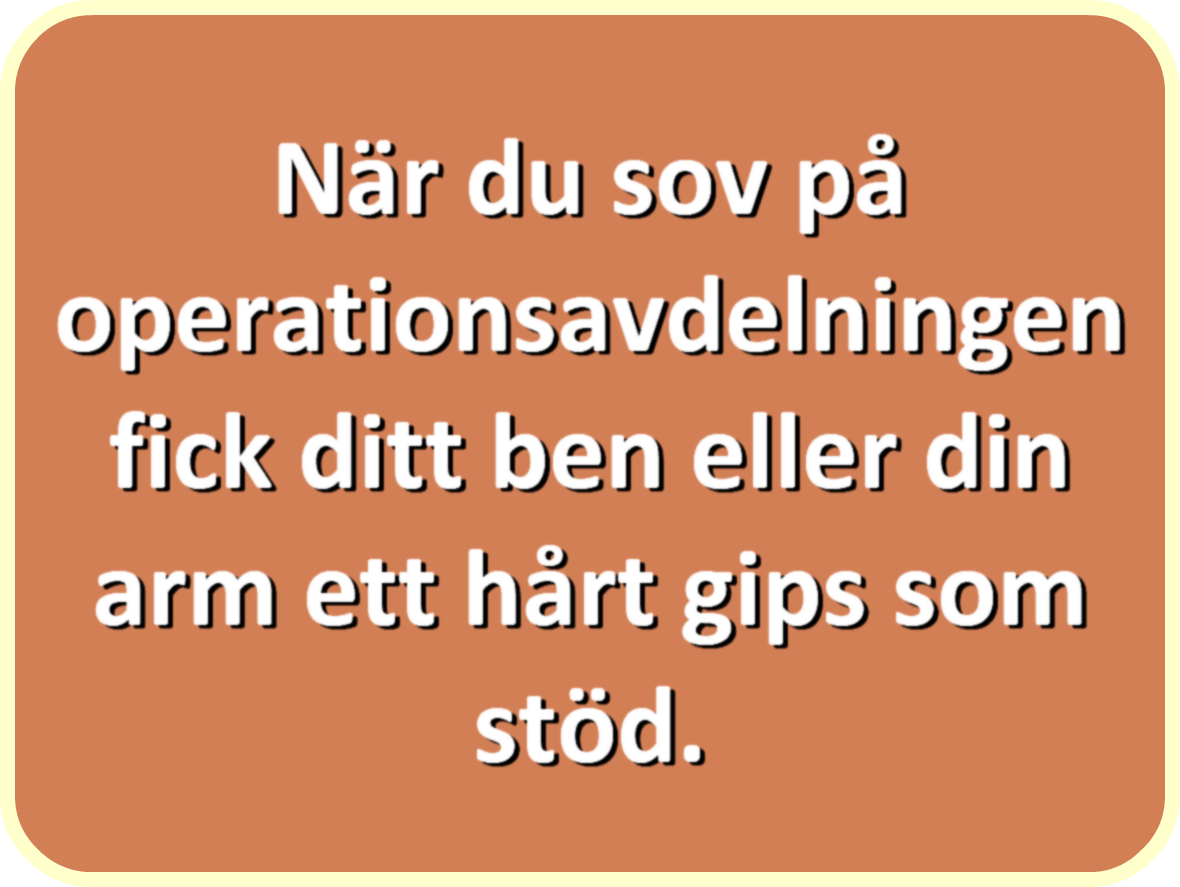 När du sov på
operationsavdelningen
fick ditt ben eller din
arm ett hårt gips som
stöd.